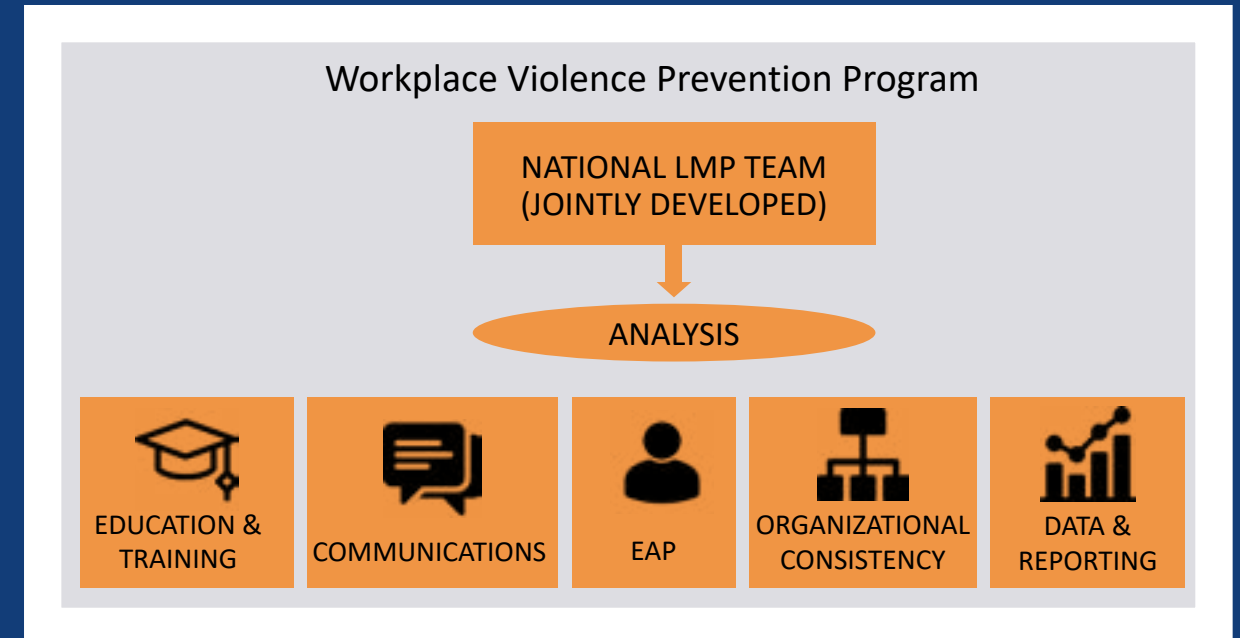 Workplace Violence Prevention Program
NATIONAL LMP TEAM
(JOINTLY DEVELOPED)
ANALYSIS
EDUCATION &
TRAINING
COMMUNICATIONS
EAP
ORGANIZATIONAL
CONSISTENCY
DATA &
REPORTING